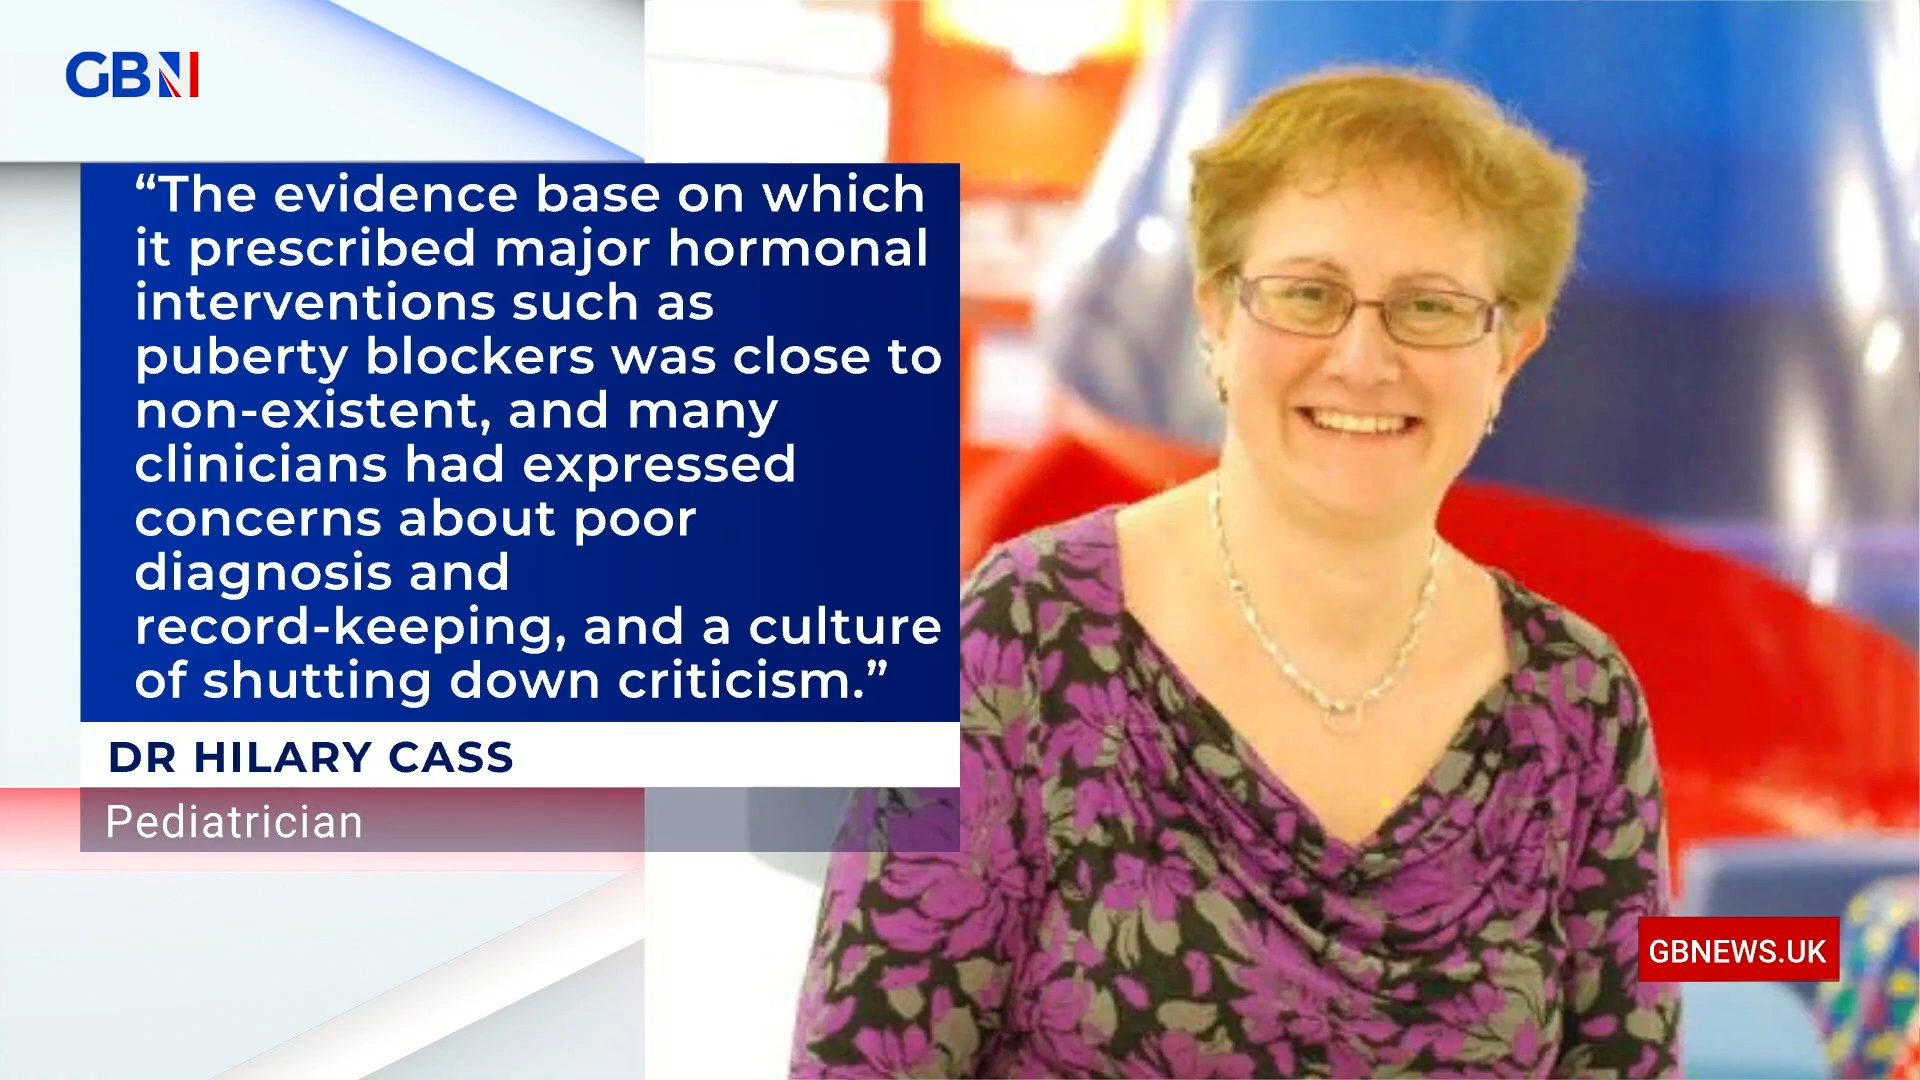 GBN
“The evidence base on which
it prescribed major hormonal
interventions such as
puberty blockers was close to
non-existent, and many
clinicians had expressed
concerns about poor
diagnosis and
record-keeping, and a culture
of shutting down criticism.”
DR HILARY CASS
Pediatrician
GBNEWS.UK